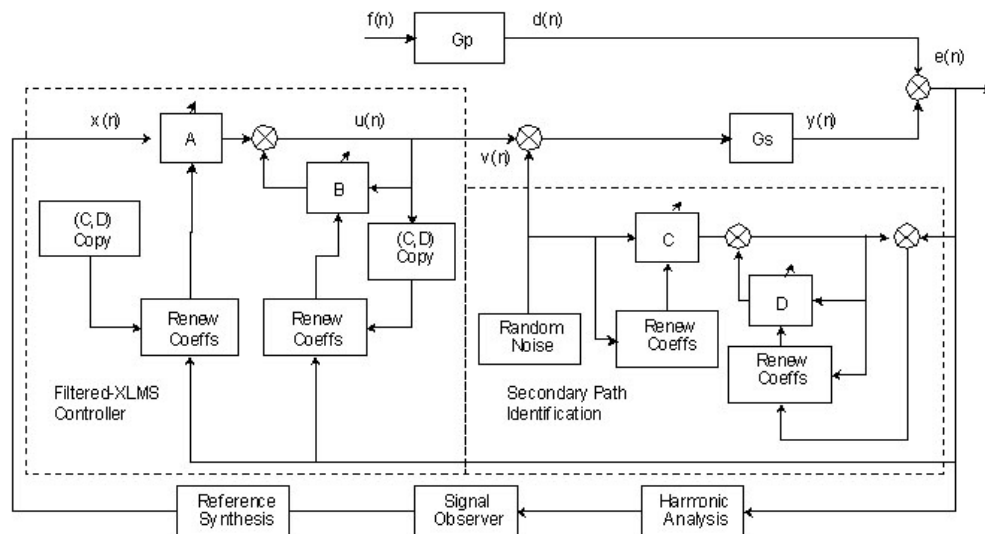 f(n)
Gp
d(n)
e(n)
x(n)
A
u(n)
v(n)
Gs
y(n)
B
(C,D)
Copy
(C,D)
Copy
C
D
Renew
Coeffs
Renew
Coeffs
Random
Noise
Renew
Coeffs
Renew
Coeffs
Filtered-XLMS
Controller
Secondary Path
Identification
Reference
Synthesis
Signal
Observer
Harmonic
Analysis